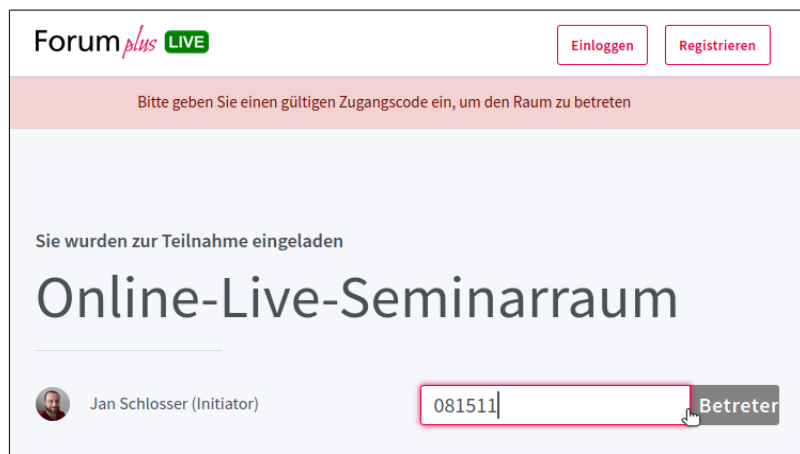 Forum plus LIVE
Einloggen
Registrieren
Bitte geben Sie einen gültigen Zugangscode ein, um den Raum zu betreten
Sie wurden zur Teilnahme eingeladen
Online-Live-Seminarraum
Jan Schlosser (Initiator)
081511
Betreter